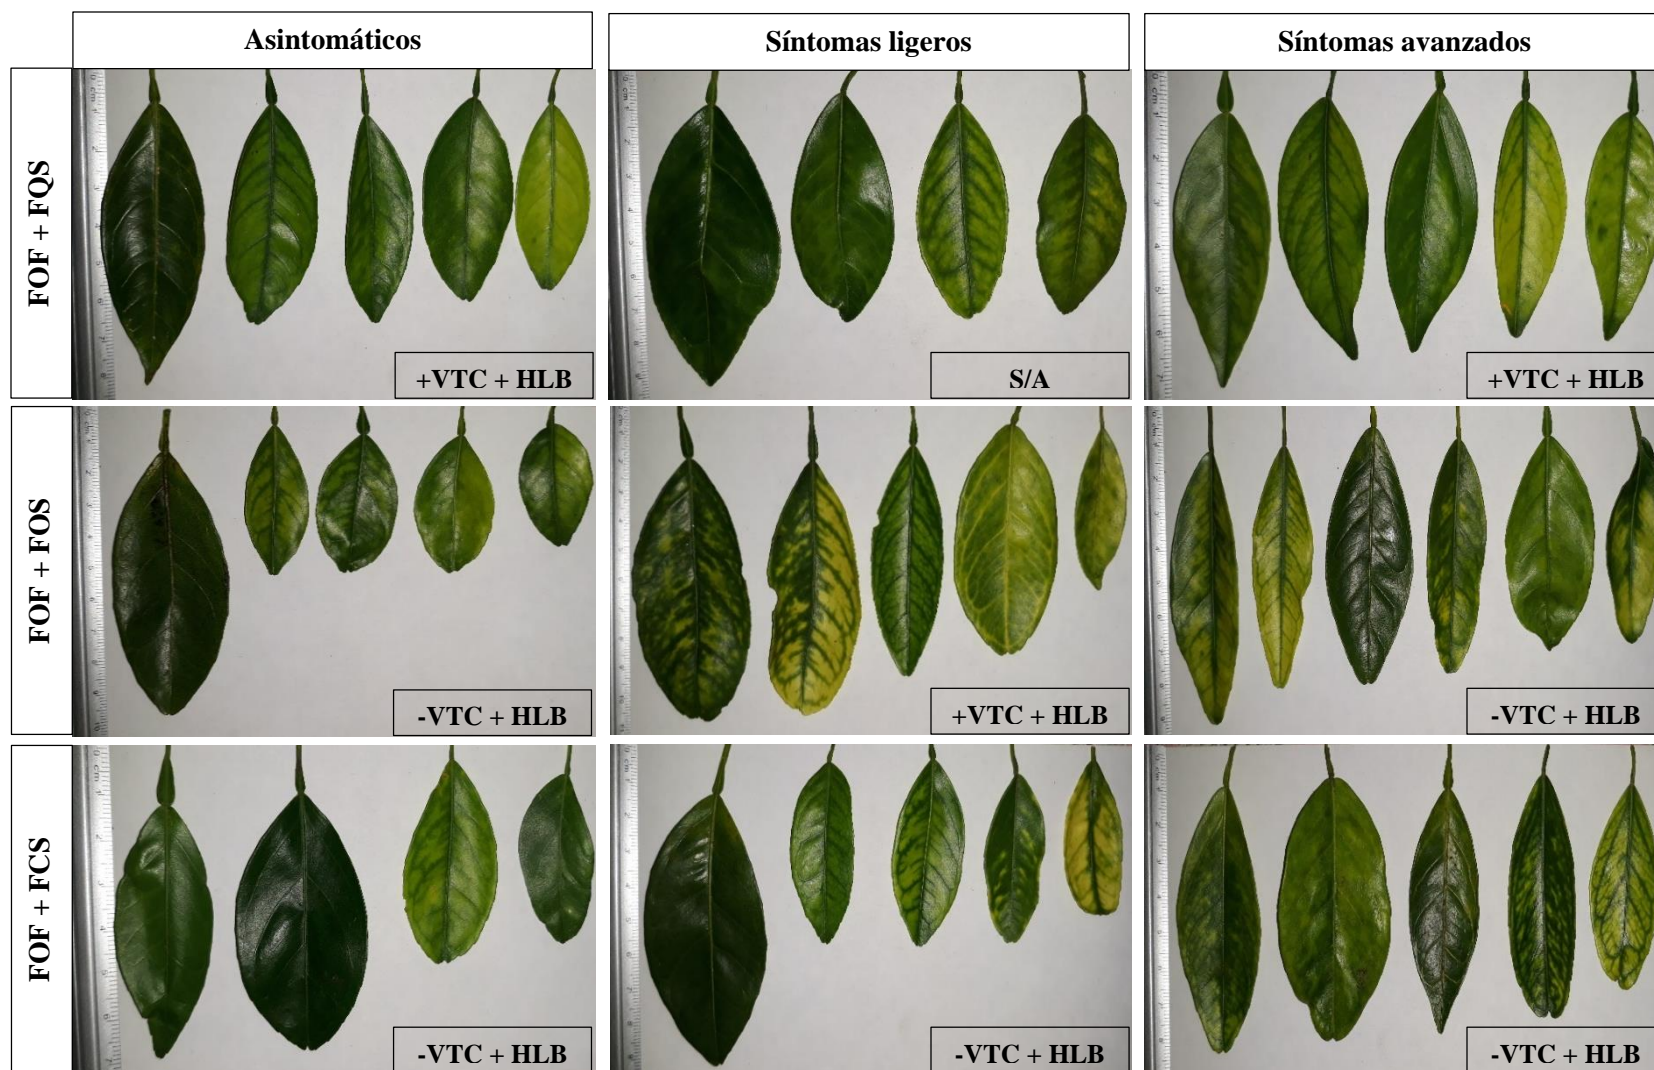 Asintomáticos
Síntomas ligeros
Síntomas avanzados
FOF + FQS
+VTC + HLB
S/A
+VTC + HLB
FOF + FOS
-VTC + HLB
+VTC + HLB
-VTC + HLB
FOF + FCS
-VTC + HLB
-VTC + HLB
-VTC + HLB